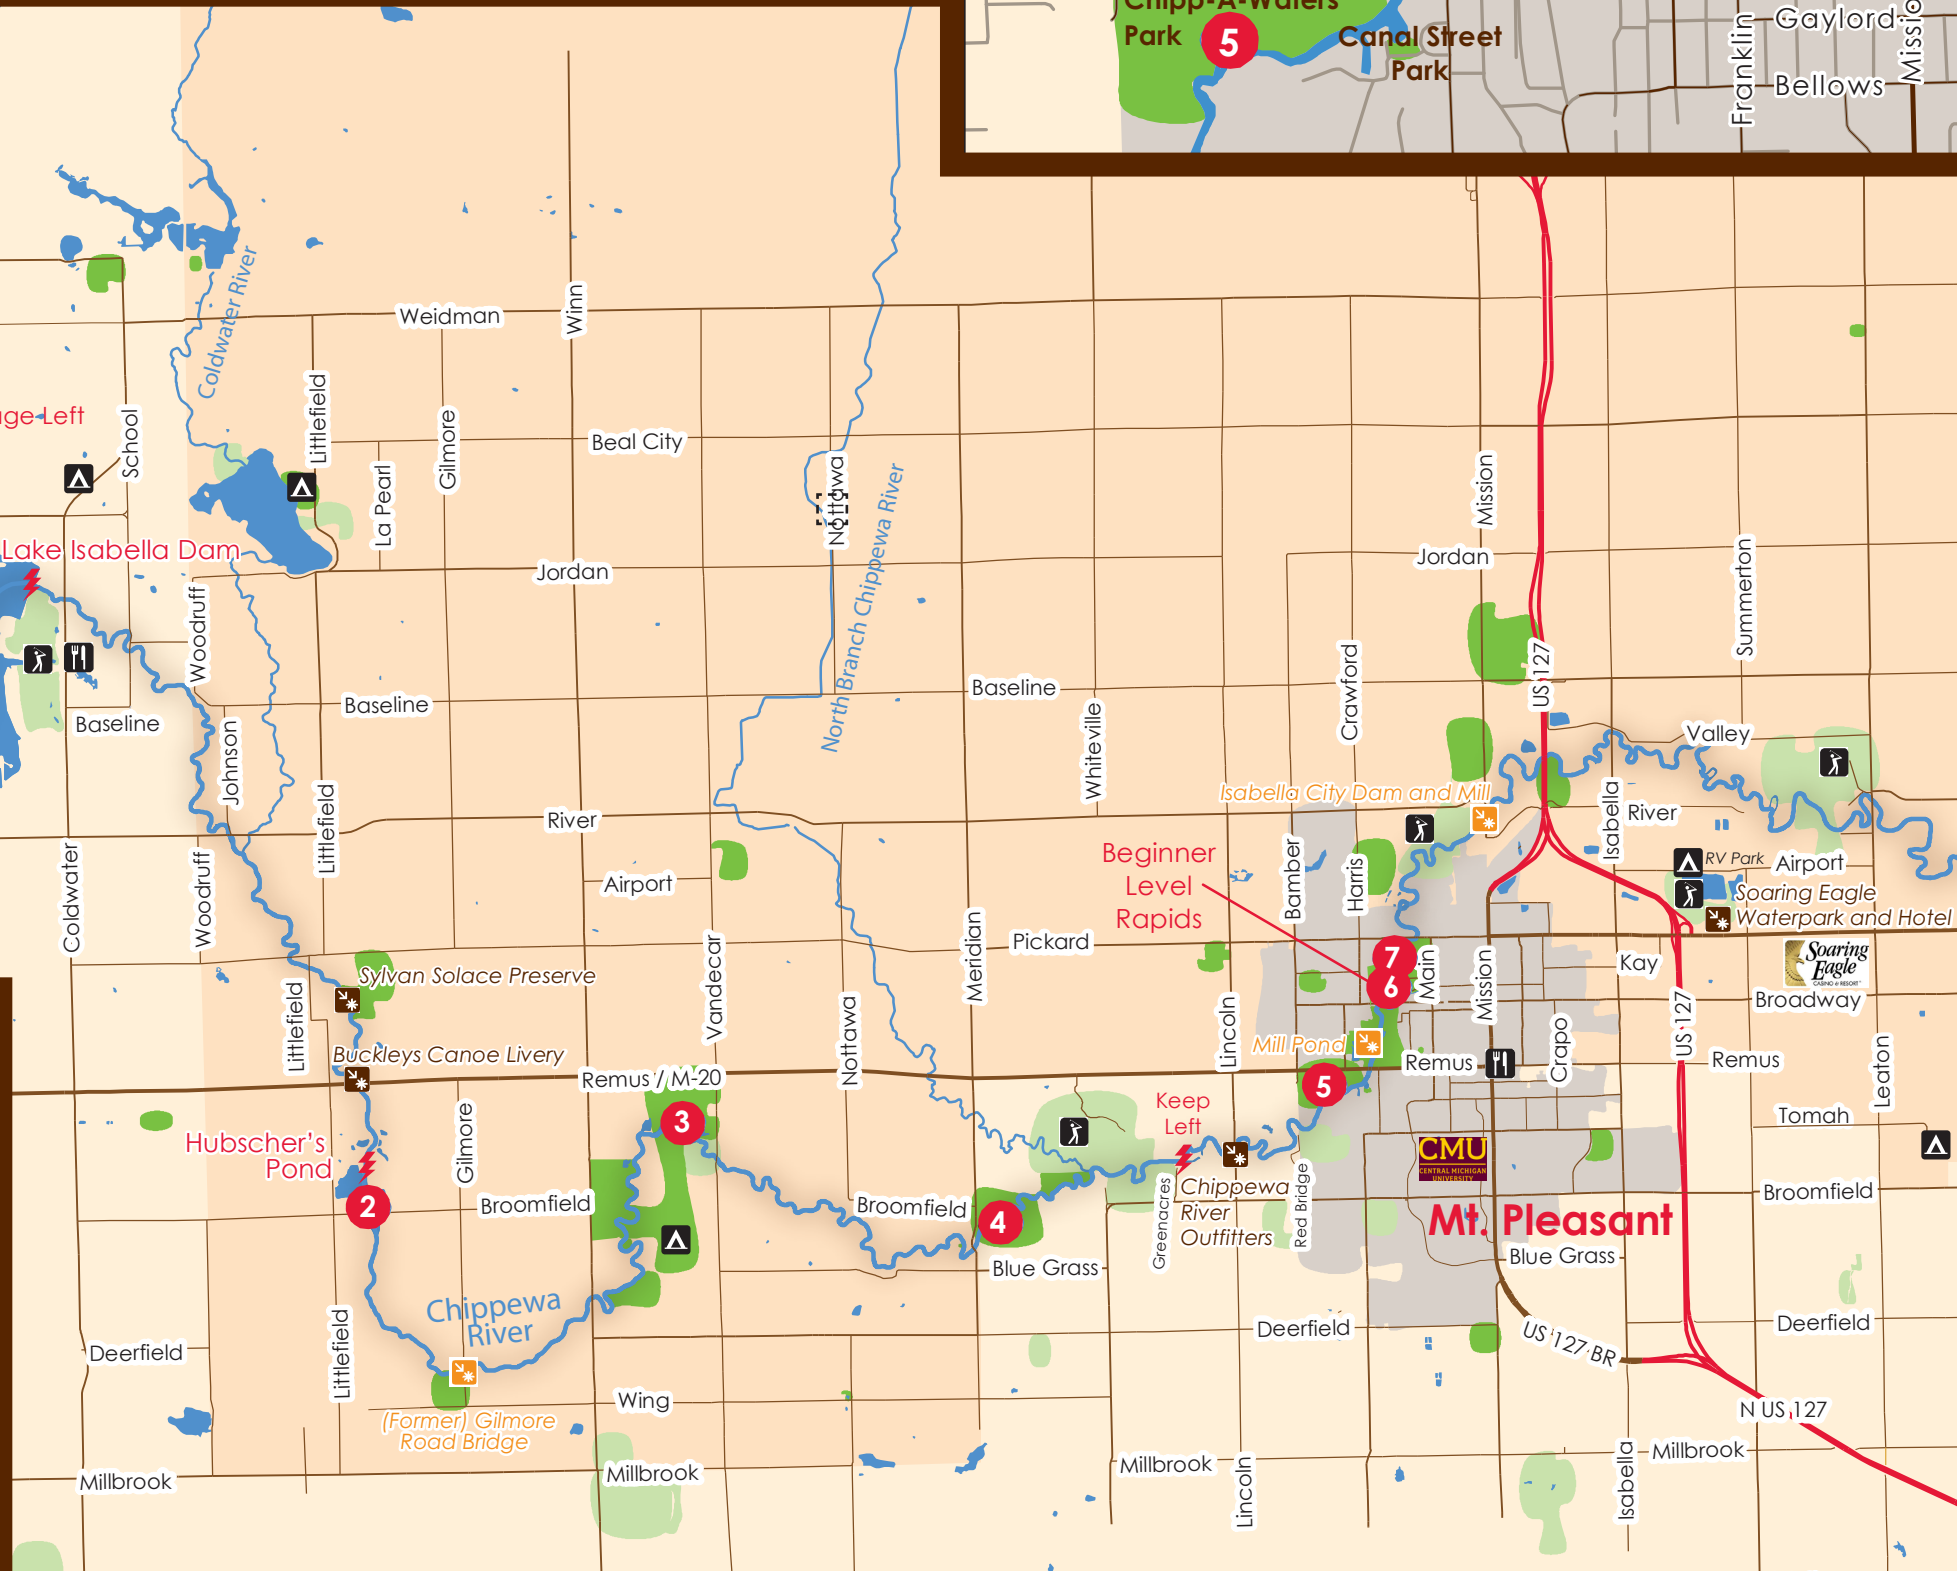 Chipp-A-Waters
Park
5
Canal Street
Park
Franklin
Gaylord
Missio
Bellows
Coldwater River
Weidman
Winn
ge Left
School
Littlefield
Gilmore
Beal City
La Pearl
Nottawa
North Branch Chippewa River
Mission
Lake Isabella Dam
Jordan
Jordan
Summerton
Woodruff
Crawford
US 127
Baseline
Baseline
Baseline
Whiteville
Valley
Johnson
Littlefield
River
Isabella City Dam and Mill
Isabella
River
Beginner
Level
Rapids
Bamber
Harris
RV Park
Airport
Airport
Soaring Eagle
Waterpark and Hotel
Coldwater
Woodruff
Vandecar
Meridian
Pickard
7
6
Main
Mission
Kay
Soaring
Eagle
CASINO & RESORT
Broadway
Sylvan Solace Preserve
Littlefield
Nottawa
Lincoln
US 127
Crapo
Mill Pond
Buckleys Canoe Livery
Remus / M-20
Remus
Remus
Leaton
5
3
Keep
Left
Tomah
Hubscher's
Pond
Gilmore
CMU
CENTRAL MICHIGAN
UNIVERSITY
2
Broomfield
Broomfield
4
Greenacres
Chippewa
River
Outfitters
Red Bridge
Broomfield
Mt. Pleasant
Blue Grass
Blue Grass
Chippewa
River
Littlefield
Deerfield
Deerfield
US 127 BR
Deerfield
(Former) Gilmore
Road Bridge
Wing
N US 127
Millbrook
Millbrook
Millbrook
Lincoln
Isabella
Millbrook